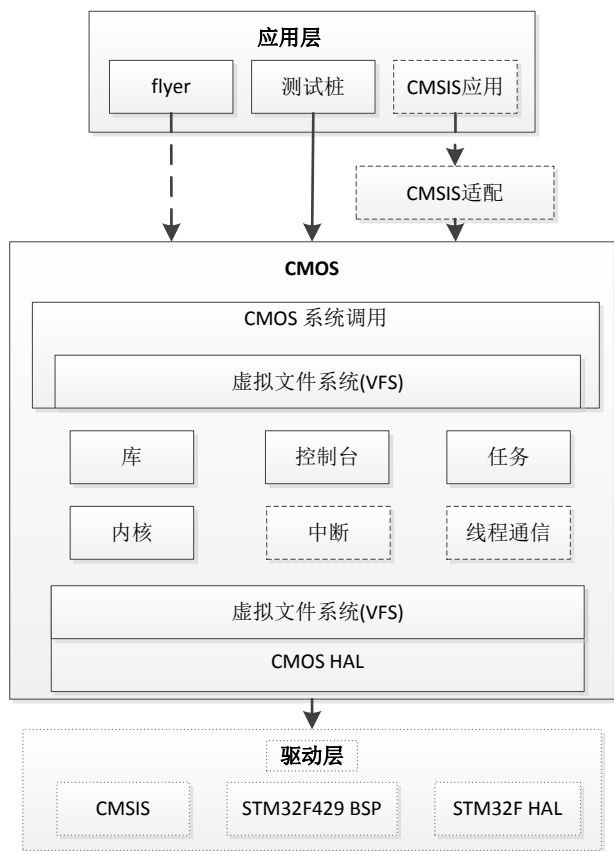 应用层
flyer
测试桩
CMSIS应用
CMSIS适配
CMOS
CMOS 系统调用
虚拟文件系统(VFS)
库
控制台
任务
内核
中断
线程通信
虚拟文件系统(VFS)
CMOS HAL
驱动层
CMSIS
STM32F429 BSP
STM32F HAL